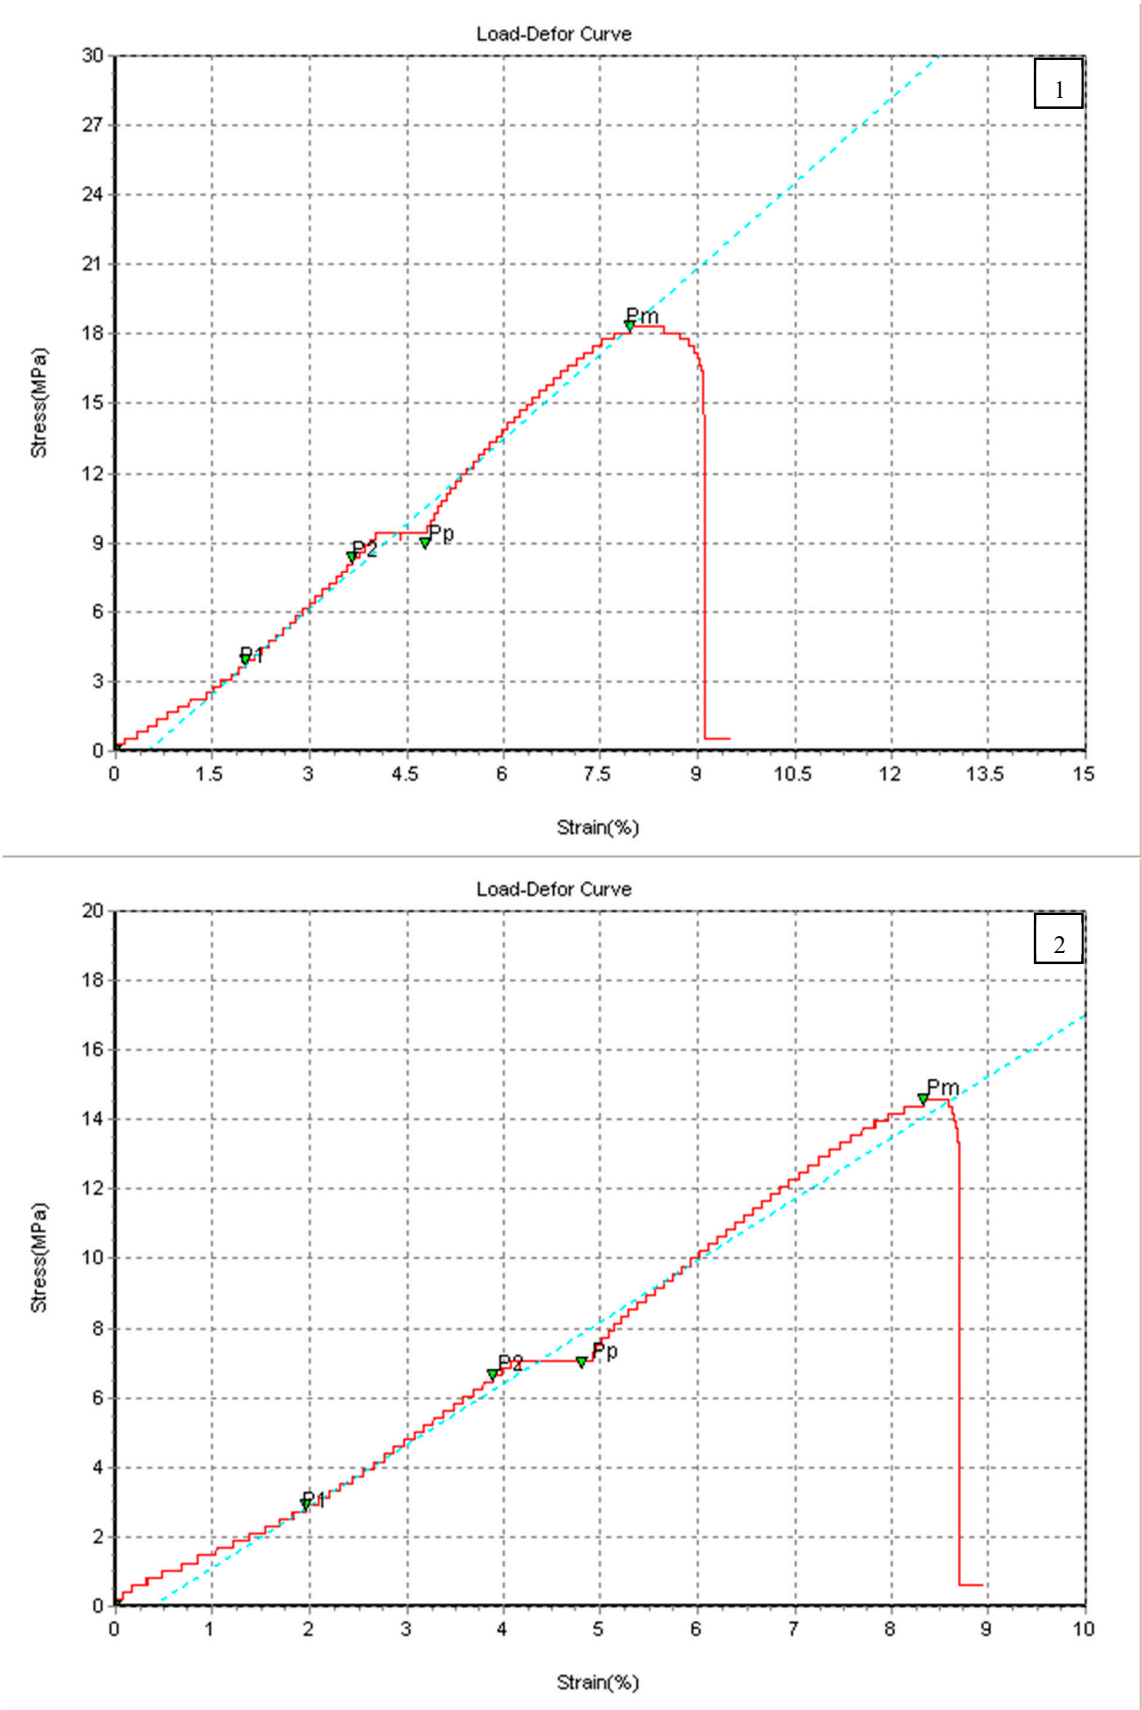 Load-Defor Curve
1
30
27
24
21
18
15
12
9
6
3
0
Stress(MPa)
Pm
P2
Pp
P1
0 1.5 3 4.5 6 7.5 9 10.5 12 13.5 15
Strain(%)
Load-Defor Curve
2
20
18
16
14
12
10
8
6
4
2
0
Stress(MPa)
Pm
P2
Pp
P1
0 1 2 3 4 5 6 7 8 9 10
Strain(%)